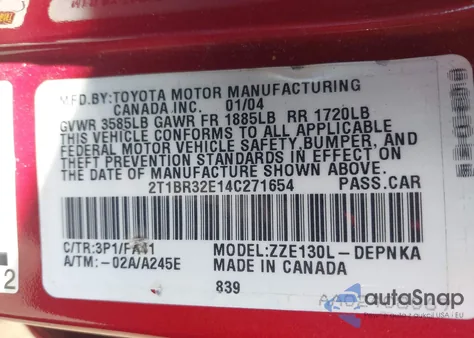 MFD.BY:TOYOTA MOTOR MANUFACTURING
CANADA INC. 01/04
GVWR 3585LB GAWR FR 1885LB RR 1720LB
THIS VEHICLE CONFORMS TO ALL APPLICABLE
FEDERAL MOTOR VEHICLE SAFETY,BUMPER, AND
THEFT PREVENTION STANDARDS IN EFFECT ON
THE DATE OF MANUFACTURE SHOWN ABOVE.
2T1BR32E14C271654 PASS.CAR
C/TR:3P1/FA41 MODEL:ZZE130L-DEPNKA
A/TM:-02A/A245E MADE IN CANADA
839
2
autoSnap